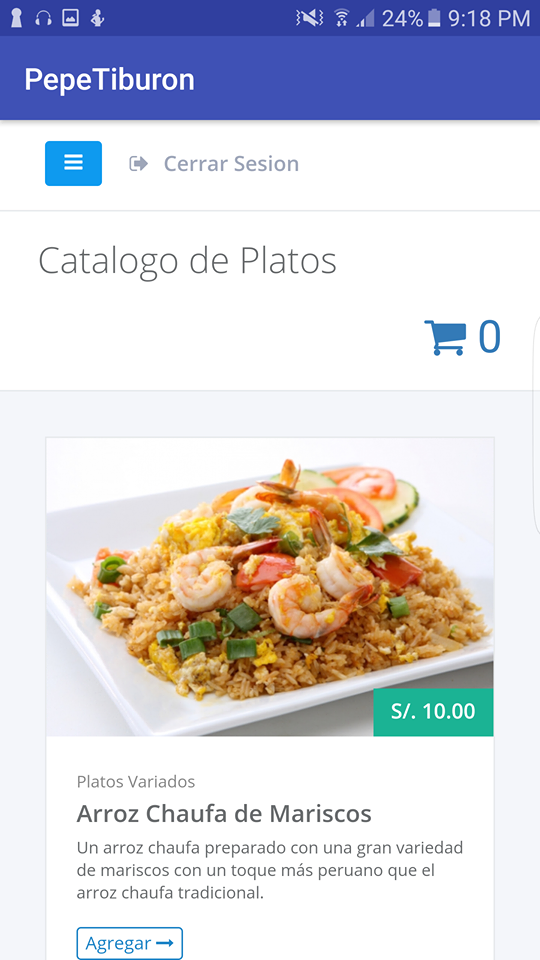 24% 9:18 PM
PepeTiburon
Cerrar Sesion
Catalogo de Platos
0
S/. 10.00
Platos Variados
Arroz Chaufa de Mariscos
Un arroz chaufa preparado con una gran variedad
de mariscos con un toque más peruano que el
arroz chaufa tradicional.
Agregar